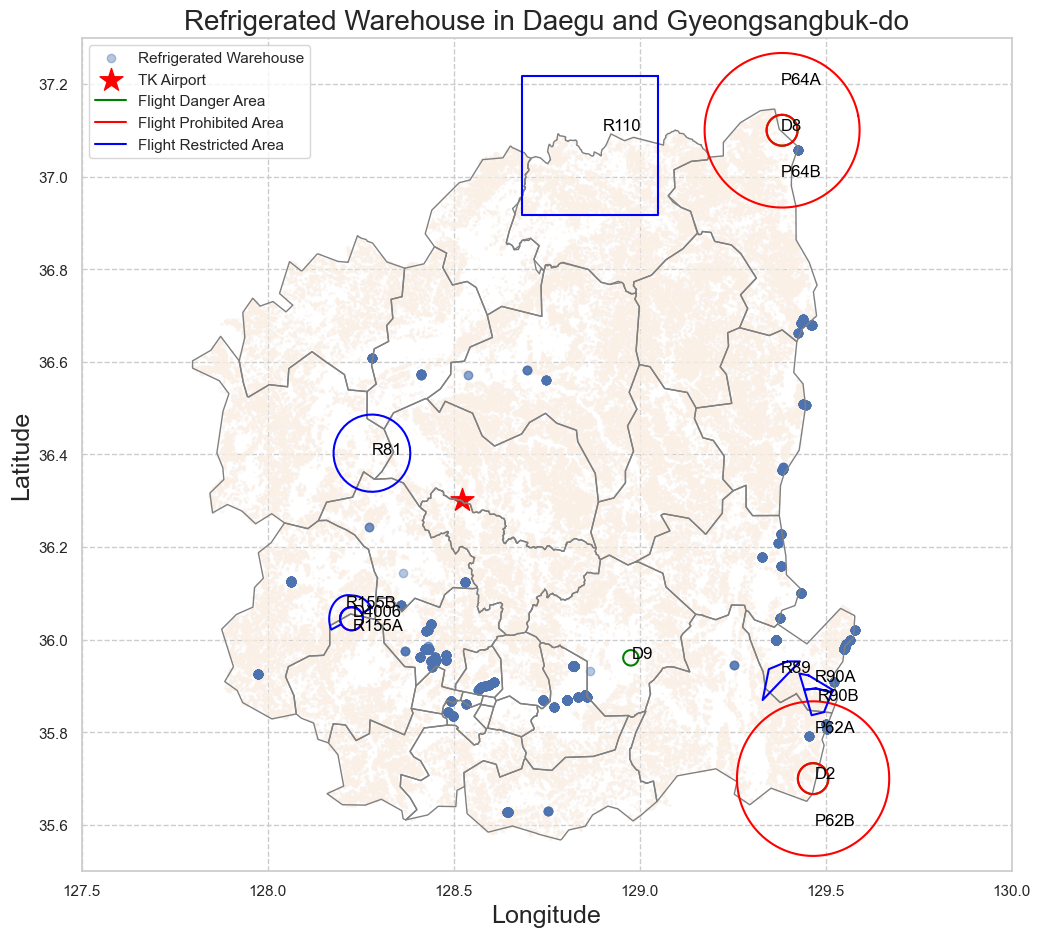 Refrigerated Warehouse in Daegu and Gyeongsangbuk-do
Refrigerated Warehouse
TK Airport
Flight Danger Area
Flight Prohibited Area
Flight Restricted Area
P64A
R110
D8
P64B
R81
R155B
D4006
R155A
D9
R89
R90A
R90B
P62A
D2
P62B
37.2
37.0
36.8
36.6
36.4
36.2
36.0
35.8
35.6
Latitude
127.5 128.0 128.5 129.0 129.5 130.0
Longitude